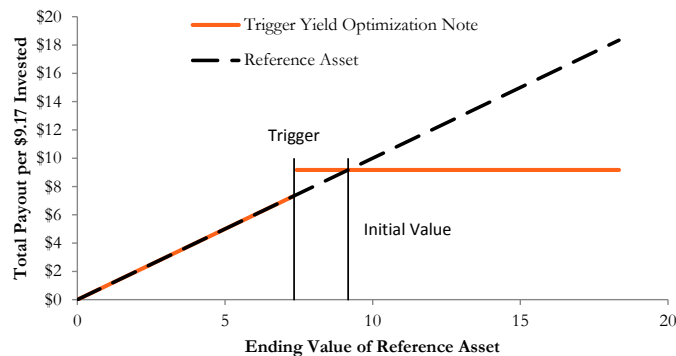 Total Payout per $9.17 Invested
$20
$18
$16
$14
$12
$10
$8
$6
$4
$2
$0
Trigger Yield Optimization Note
Reference Asset
Trigger
Initial Value
0
5
10
15
20
Ending Value of Reference Asset